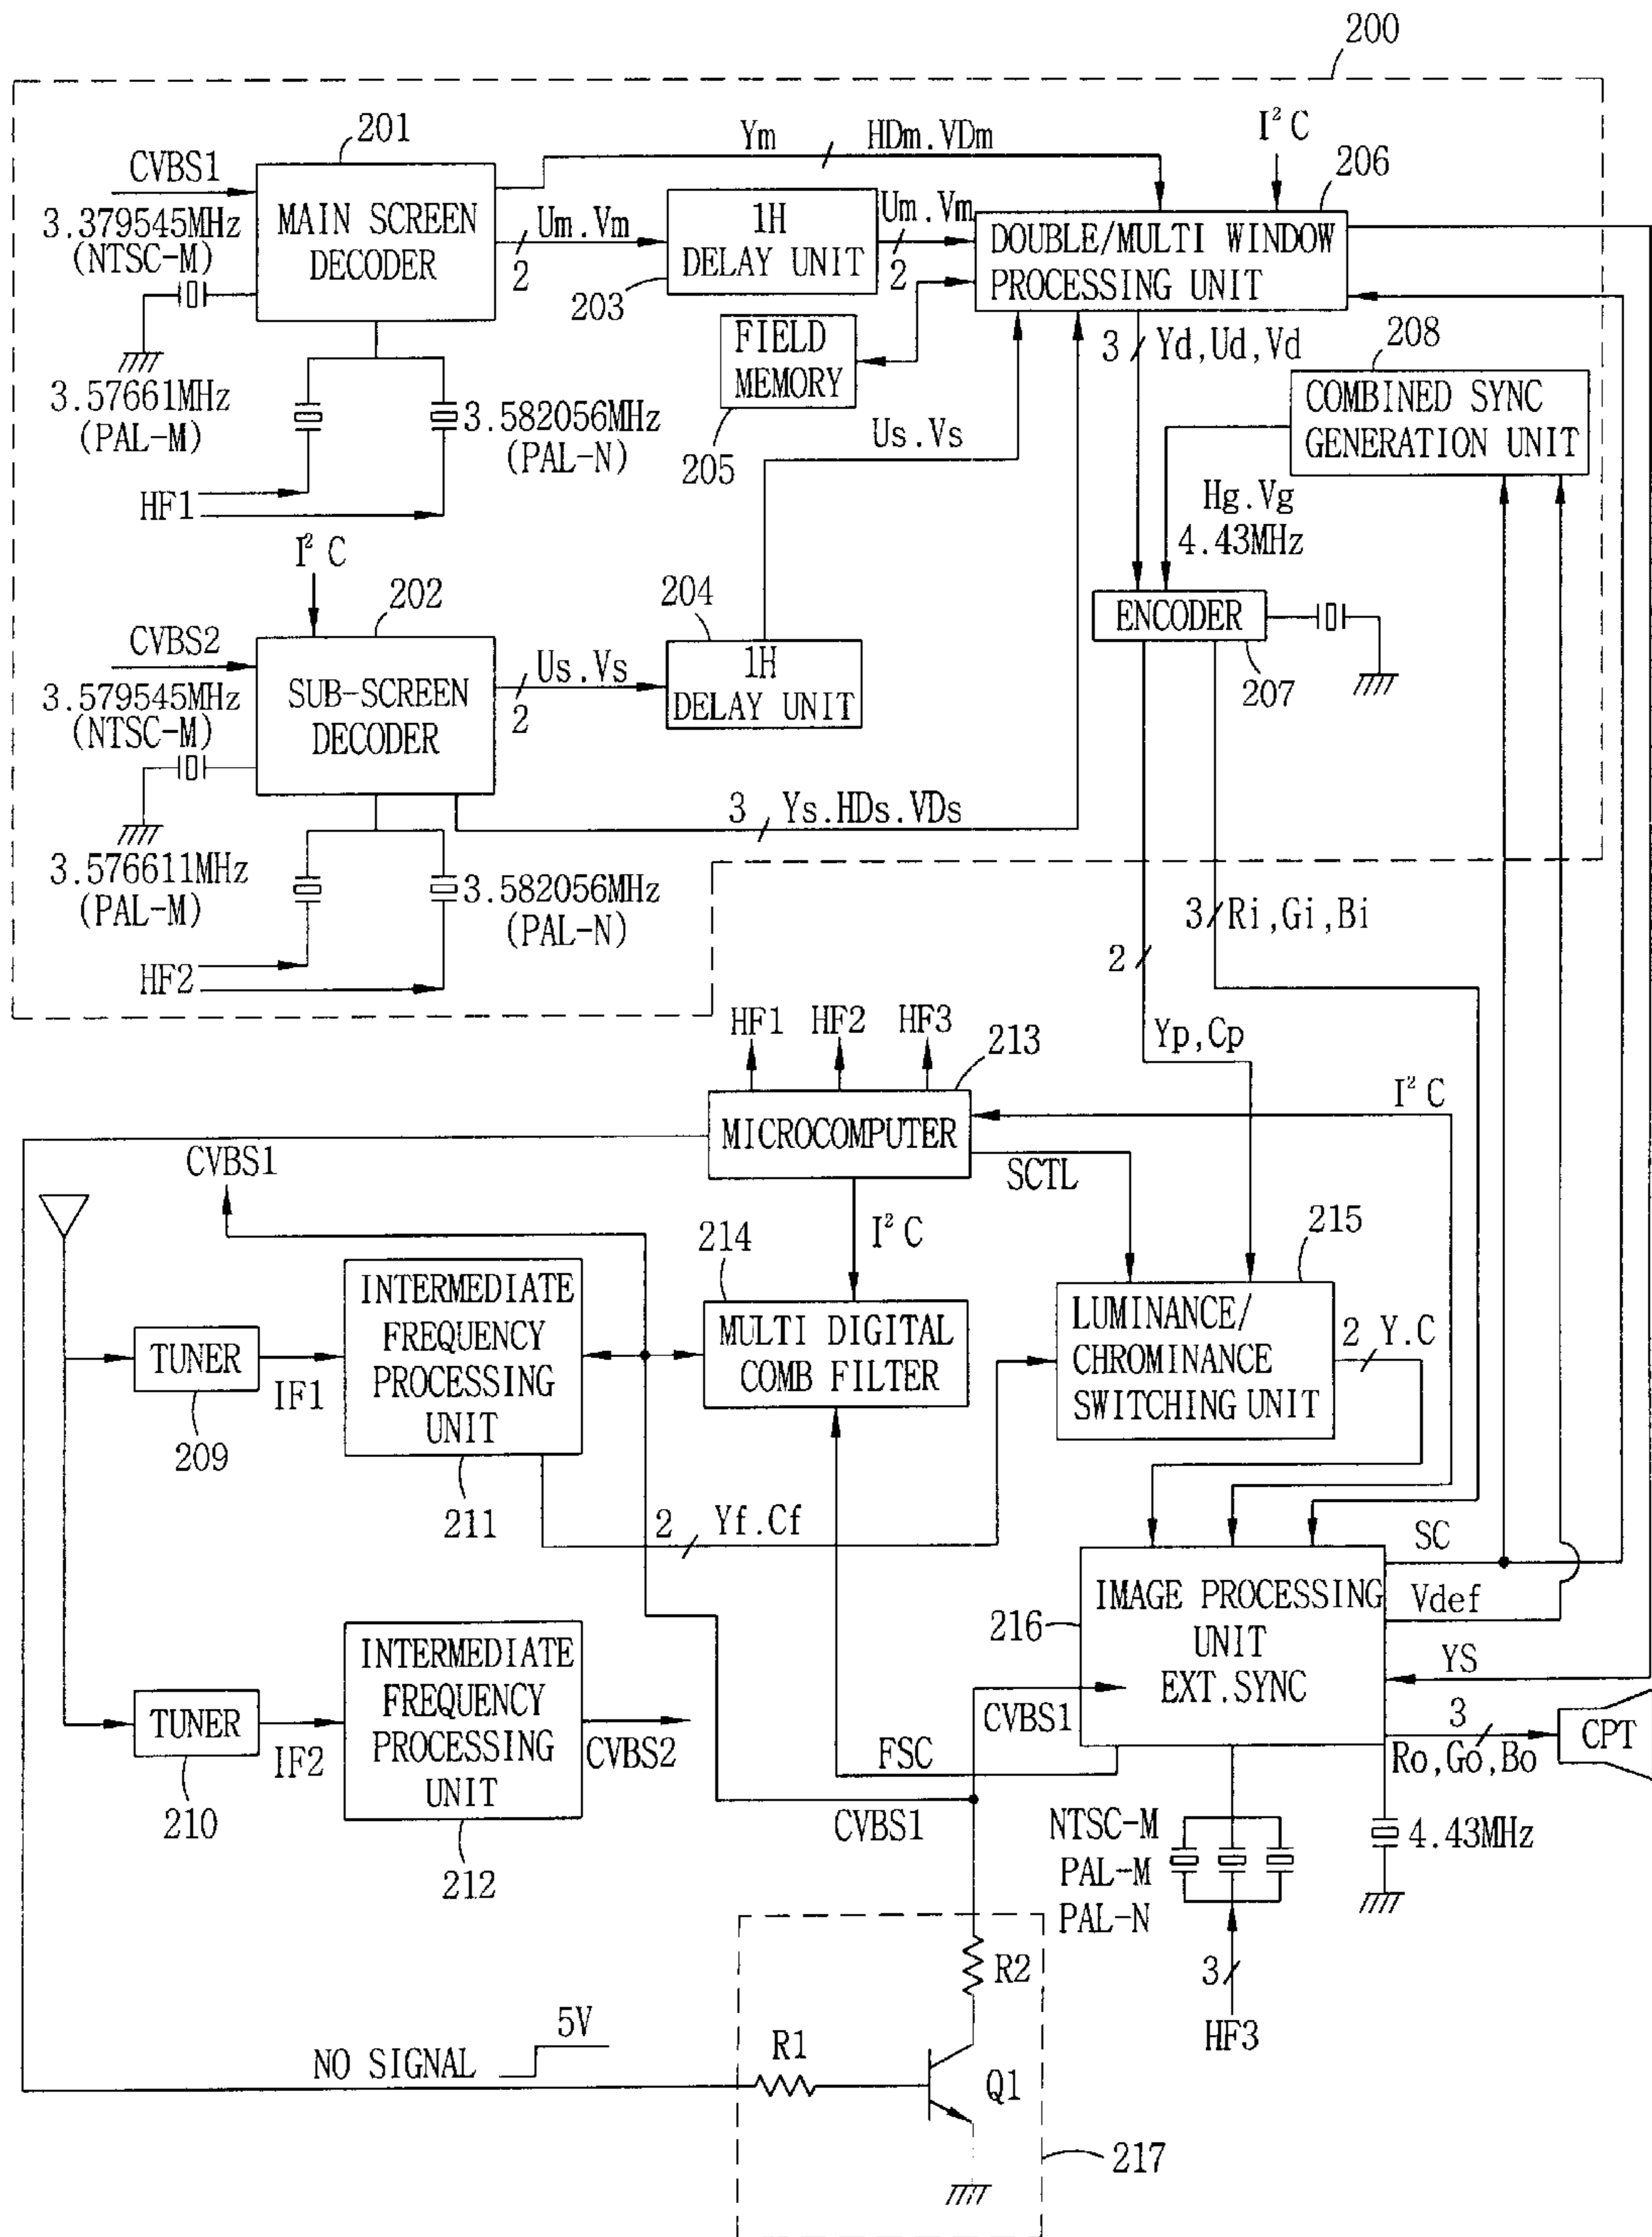 200
201
CVBS1
3.379545MHz
(NTSC-M)
MAIN SCREEN
DECODER
Ym
HDm.VDm
I² C
206
Um.Vm
2
1H
DELAY UNIT
203
Um.Vm
2
DOUBLE/MULTI WINDOW
PROCESSING UNIT
FIELD
MEMORY
205
3
Yd,Ud,Vd
208
COMBINED SYNC
GENERATION UNIT
3.57661MHz
(PAL-M)
3.582056MHz
(PAL-N)
HF1
Us.Vs
Hg.Vg
4.43MHz
I² C
202
204
ENCODER
207
CVBS2
3.579545MHz
(NTSC-M)
SUB-SCREEN
DECODER
Us.Vs
2
1H
DELAY UNIT
3
Ys.HDs.VDs
3.576611MHz
(PAL-M)
3.582056MHz
(PAL-N)
HF2
3
Ri,Gi,Bi
2
Yp,Cp
HF1
HF2
HF3
213
MICROCOMPUTER
I² C
SCTL
CVBS1
I² C
214
215
INTERMEDIATE
FREQUENCY
PROCESSING
UNIT
211
TUNER
209
IF1
MULTI DIGITAL
COMB FILTER
LUMINANCE/
CHROMINANCE
SWITCHING UNIT
2
Y.C
2
Yf.Cf
SC
Vdef
YS
216
IMAGE PROCESSING
UNIT
EXT.SYNC
CVBS1
3
Ro,Go,Bo
CPT
TUNER
210
IF2
INTERMEDIATE
FREQUENCY
PROCESSING
UNIT
212
CVBS2
FSC
CVBS1
NTSC-M
PAL-M
PAL-N
4.43MHz
3
HF3
R2
R1
Q1
NO SIGNAL
5V
217